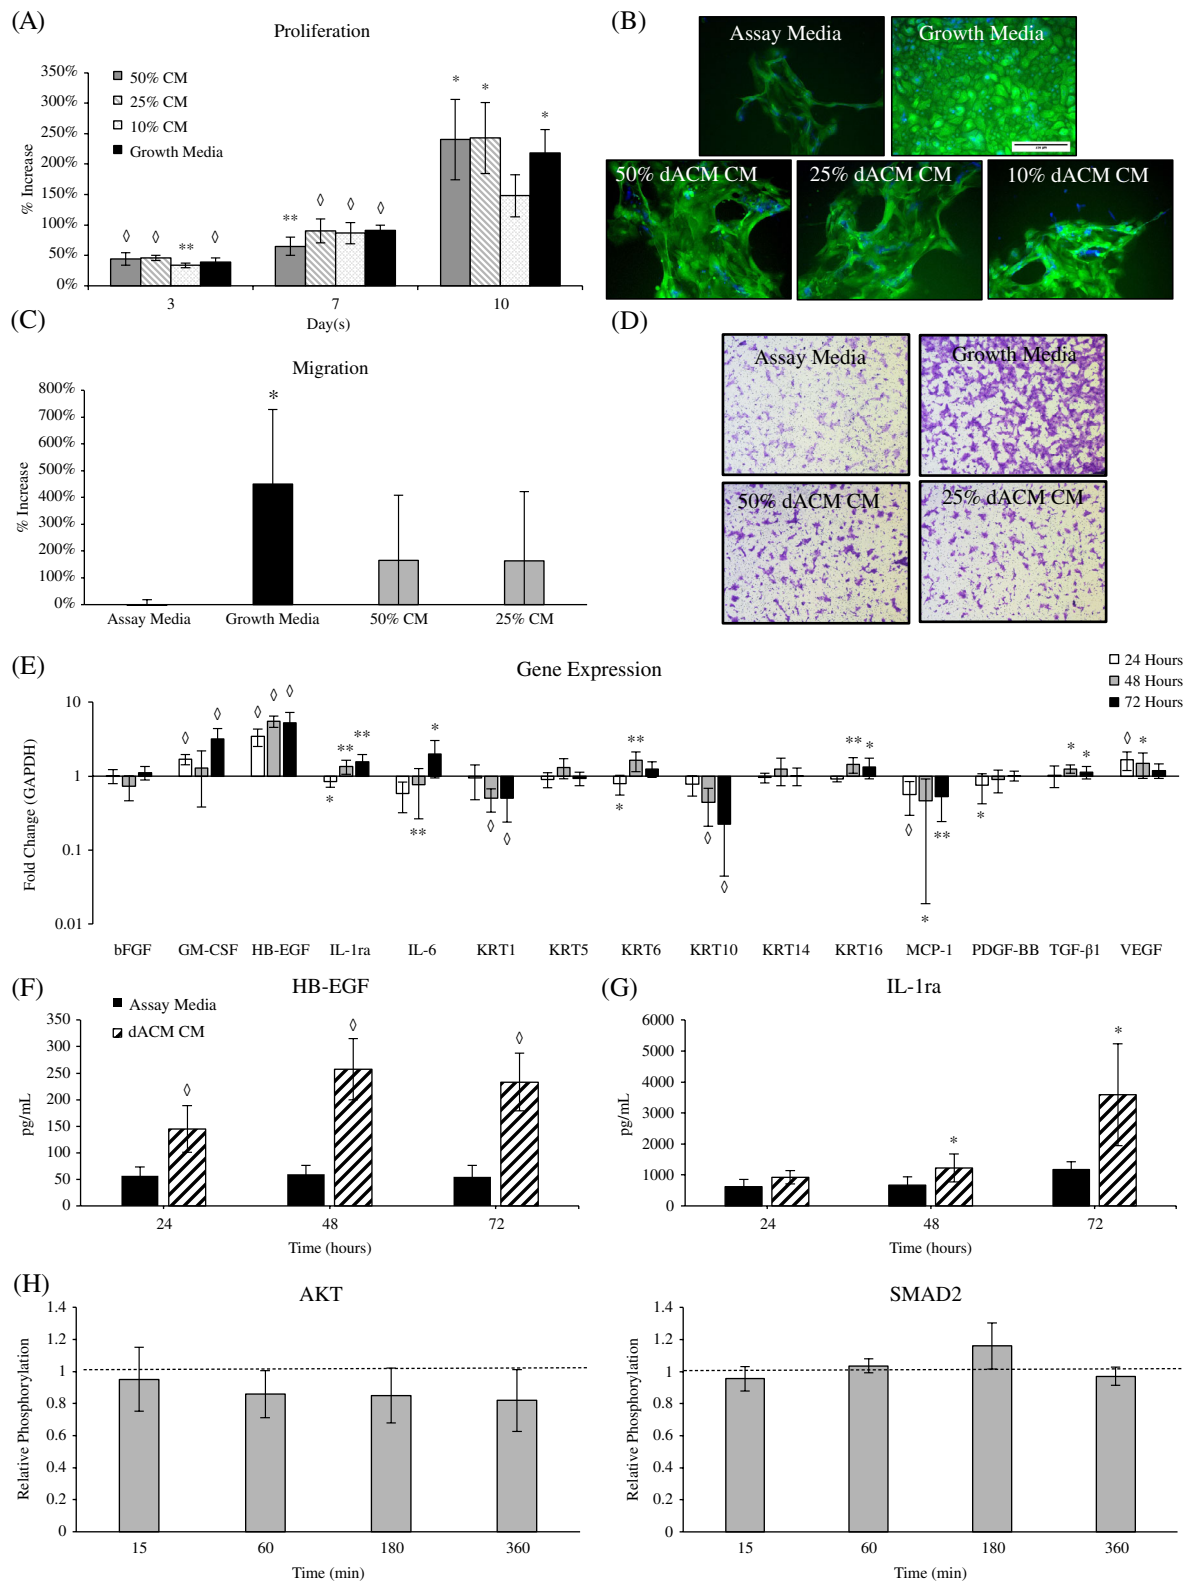 (A)
Proliferation
350%
300%
250%
200%
150%
100%
50%
0%
% Increase
50% CM
25% CM
10% CM
Growth Media
◊ ◊ ** ◊
** ◊ ◊ ◊
* * *
3 7 10
Day(s)
(B)
Assay Media
Growth Media
50% dACM CM
25% dACM CM
10% dACM CM
(C)
Migration
800%
700%
600%
500%
400%
300%
200%
100%
0%
% Increase
*
Assay Media Growth Media 50% CM 25% CM
(D)
Assay Media
Growth Media
50% dACM CM
25% dACM CM
(E)
Gene Expression
24 Hours
48 Hours
72 Hours
10
1
0.1
0.01
Fold Change (GAPDH)
◊ ◊ ◊ ◊ ◊ * ** ** ** * ◊ ◊ * ** ◊ ◊ ** * ◊ * ** * * * ◊ *
bFGF GM-CSF HB-EGF IL-1ra IL-6 KRT1 KRT5 KRT6 KRT10 KRT14 KRT16 MCP-1 PDGF-BB TGF-β1 VEGF
(F)
HB-EGF
Assay Media
dACM CM
350
300
250
200
150
100
50
0
pg/mL
◊ ◊ ◊
24 48 72
Time (hours)
(G)
IL-1ra
6000
5000
4000
3000
2000
1000
0
pg/mL
* *
24 48 72
Time (hours)
(H)
AKT
1.4
1.2
1
0.8
0.6
0.4
0.2
0
Relative Phosphorylation
15 60 180 360
Time (min)
SMAD2
1.4
1.2
1
0.8
0.6
0.4
0.2
0
Relative Phosphorylation
15 60 180 360
Time (min)